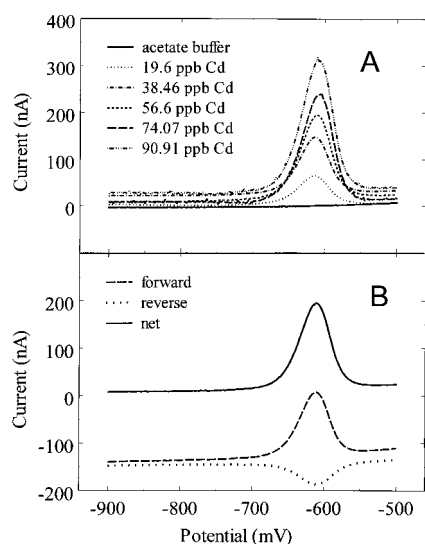 400
300
200
100
0
Current (nA)
acetate buffer
19.6 ppb Cd
38.46 ppb Cd
56.6 ppb Cd
74.07 ppb Cd
90.91 ppb Cd
A
200
100
0
-100
-200
Current (nA)
forward
reverse
net
B
-900
-800
-700
-600
-500
Potential (mV)